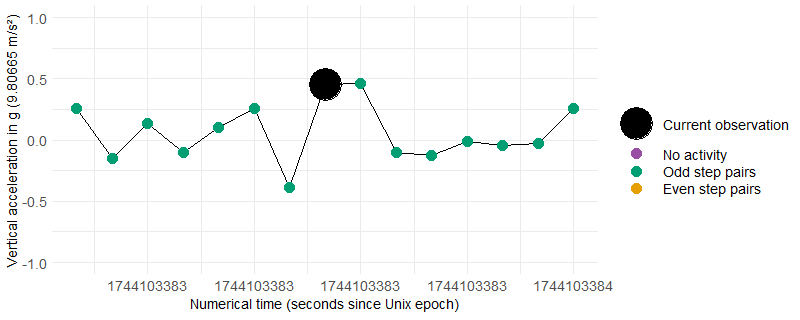 Vertical acceleration in g (9.80665 m/s²)
1.0
0.5
0.0
-0.5
-1.0
1744103383 1744103383 1744103383 1744103383 1744103384
Numerical time (seconds since Unix epoch)
Current observation
No activity
Odd step pairs
Even step pairs